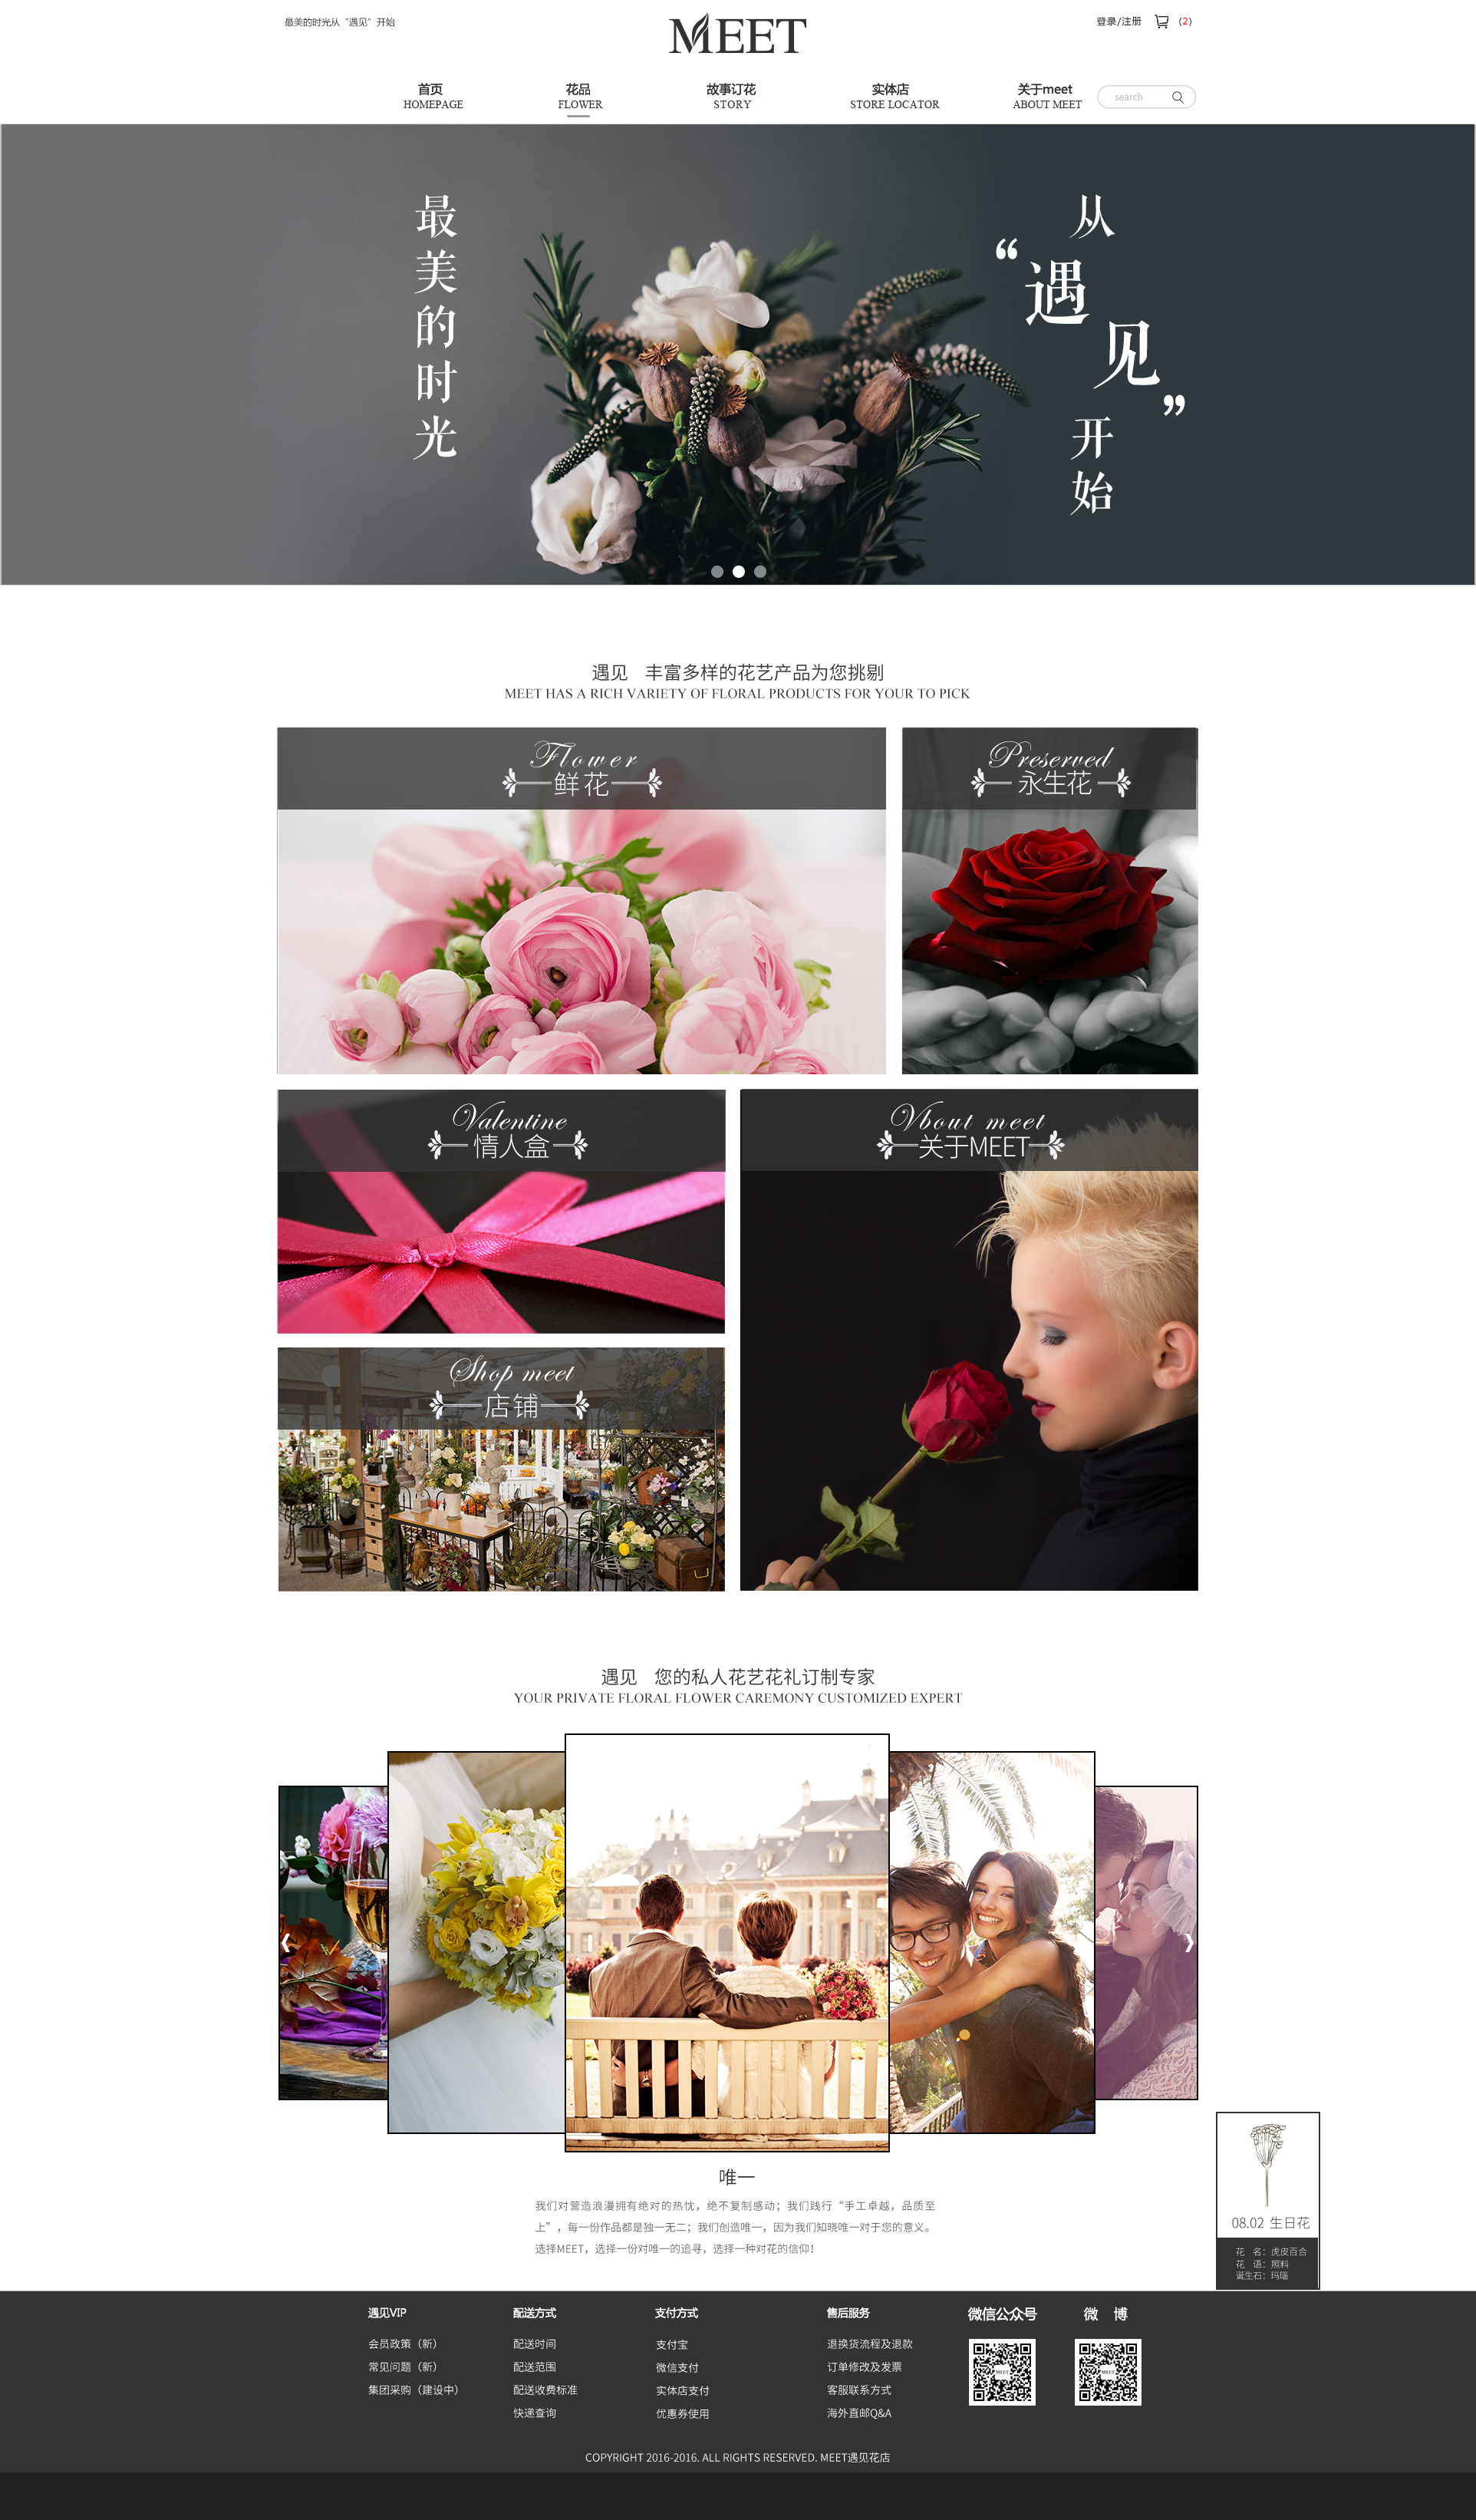 最美的时光从“遇见”开始
MEET
登录/注册
(2)
首页
HOMEPAGE
花品
FLOWER
故事订花
STORY
实体店
STORE LOCATOR
关于meet
ABOUT MEET
search
最美的时光
从
“遇见”
开始
遇见 丰富多样的花艺产品为您挑剔
MEET HAS A RICH VARIETY OF FLORAL PRODUCTS FOR YOUR TO PICK
Flower
鲜花
Preserved
永生花
Valentine
情人盒
Vbout meet
关于MEET
Shop meet
店铺
遇见 您的私人花艺花礼订制专家
YOUR PRIVATE FLORAL FLOWER CAREMONY CUSTOMIZED EXPERT
唯一
我们对营造浪漫拥有绝对的热忱，绝不复制感动；我们践行“手工卓越，品质至
上”，每一份作品都是独一无二；我们创造唯一，因为我们知晓唯一对于您的意义。
选择MEET，选择一份对唯一的追寻，选择一种对花的信仰！
08.02 生日花
花 名：虎皮百合
花 语：照料
诞生石：玛瑙
遇见VIP
会员政策（新）
常见问题（新）
集团采购（建设中）
配送方式
配送时间
配送范围
配送收费标准
快递查询
支付方式
支付宝
微信支付
实体店支付
优惠券使用
售后服务
退换货流程及退款
订单修改及发票
客服联系方式
海外直邮Q&A
微信公众号
MEET
微 博
MEET
COPYRIGHT 2016-2016. ALL RIGHTS RESERVED. MEET遇见花店